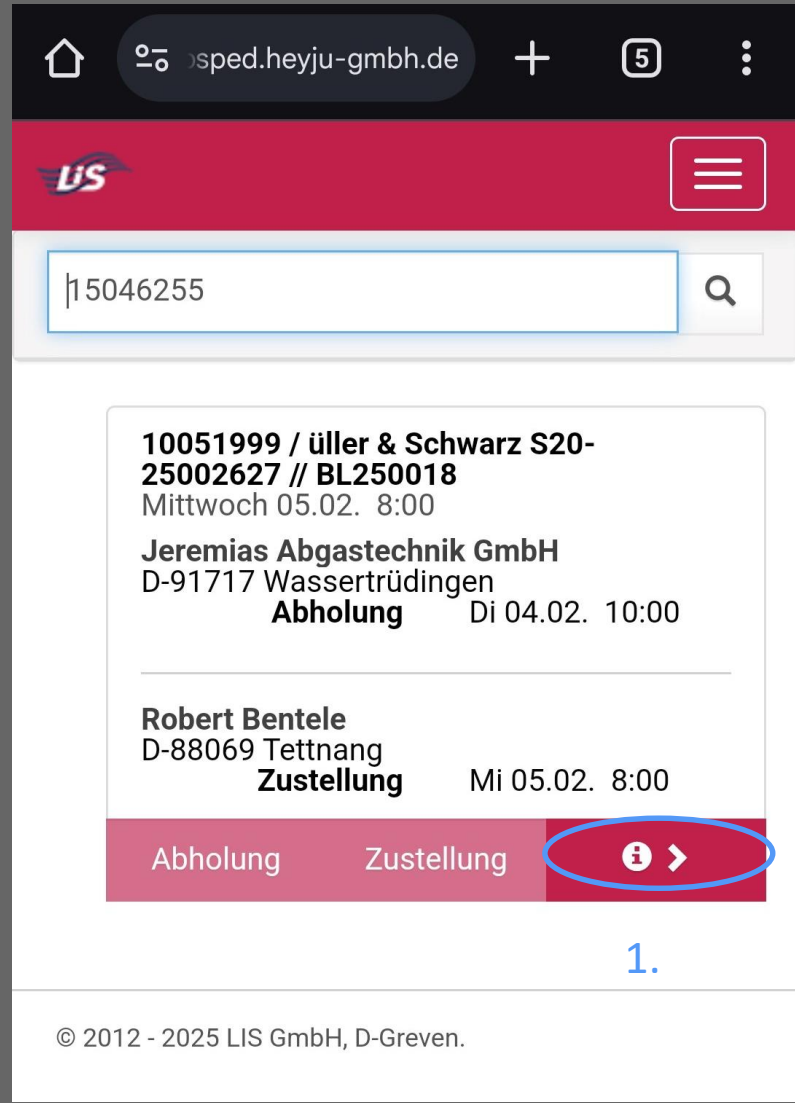 sped.heyju-gmbh.de
5
LiS
15046255
10051999 / üller & Schwarz S20-
25002627 // BL250018
Mittwoch 05.02. 8:00
Jeremias Abgastechnik GmbH
D-91717 Wassertrüdingen
Abholung Di 04.02. 10:00
Robert Bentele
D-88069 Tettnang
Zustellung Mi 05.02. 8:00
Abholung Zustellung
1.
© 2012 - 2025 LIS GmbH, D-Greven.